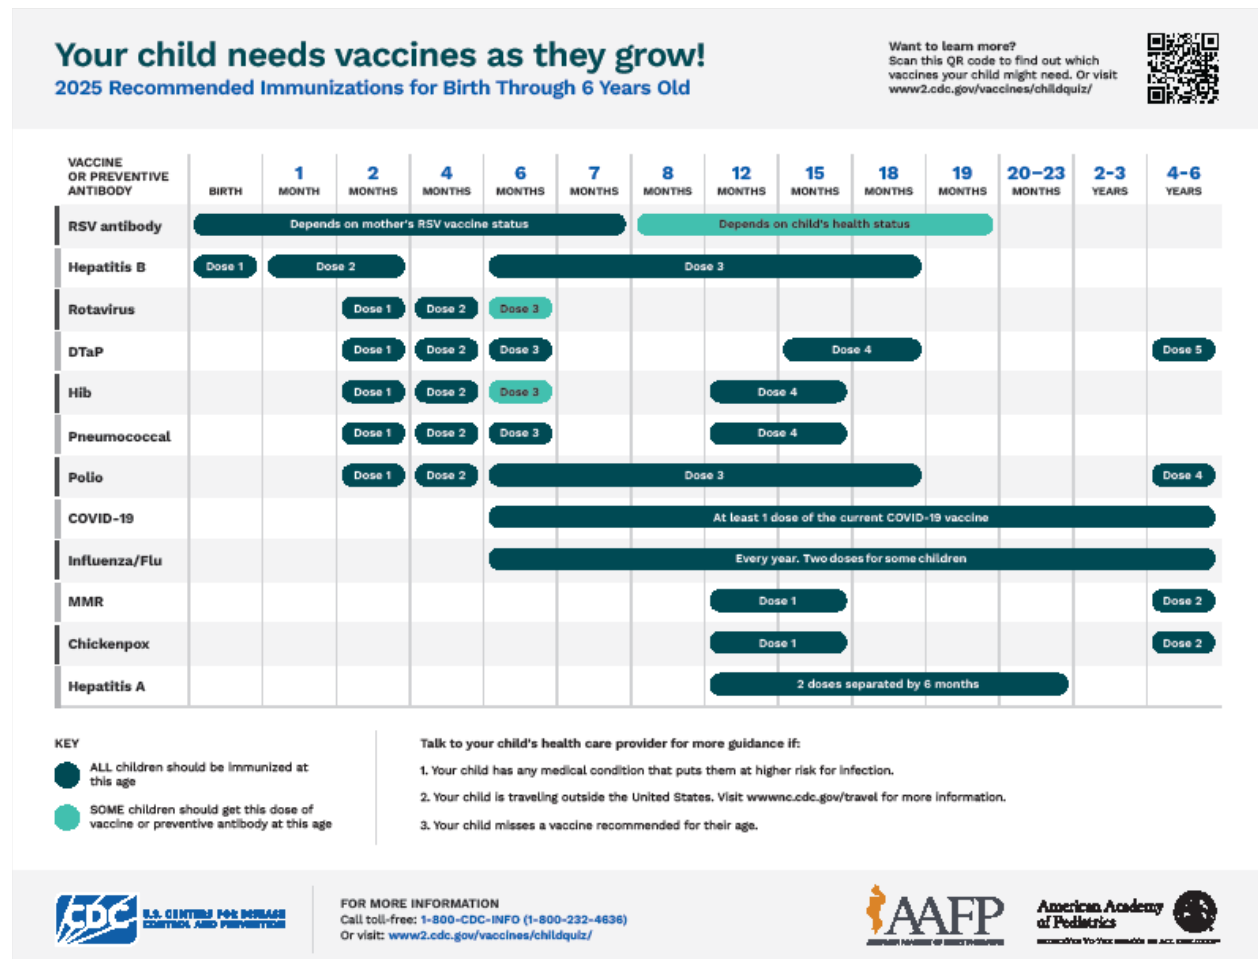 Your child needs vaccines as they grow!
2025 Recommended Immunizations for Birth Through 6 Years Old
Want to learn more?
Scan this QR code to find out which
vaccines your child might need. Or visit
www2.cdc.gov/vaccines/childquiz/
VACCINE
OR PREVENTIVE
ANTIBODY
BIRTH
1 MONTH
2 MONTHS
4 MONTHS
6 MONTHS
7 MONTHS
8 MONTHS
12 MONTHS
15 MONTHS
18 MONTHS
19 MONTHS
20–23 MONTHS
2-3 YEARS
4-6 YEARS
RSV antibody Depends on mother's RSV vaccine status Depends on child's health status
Hepatitis B Dose 1 Dose 2 Dose 3
Rotavirus Dose 1 Dose 2 Dose 3
DTaP Dose 1 Dose 2 Dose 3 Dose 4 Dose 5
Hib Dose 1 Dose 2 Dose 3 Dose 4
Pneumococcal Dose 1 Dose 2 Dose 3 Dose 4
Polio Dose 1 Dose 2 Dose 3 Dose 4
COVID-19 At least 1 dose of the current COVID-19 vaccine
Influenza/Flu Every year. Two doses for some children
MMR Dose 1 Dose 2
Chickenpox Dose 1 Dose 2
Hepatitis A 2 doses separated by 6 months
KEY
ALL children should be immunized at
this age
SOME children should get this dose of
vaccine or preventive antibody at this age
Talk to your child's health care provider for more guidance if:
1. Your child has any medical condition that puts them at higher risk for infection.
2. Your child is traveling outside the United States. Visit wwwnc.cdc.gov/travel for more information.
3. Your child misses a vaccine recommended for their age.
CDC
U.S. CENTERS FOR DISEASE
CONTROL AND PREVENTION
FOR MORE INFORMATION
Call toll-free: 1-800-CDC-INFO (1-800-232-4636)
Or visit: www2.cdc.gov/vaccines/childquiz/
AAFP
American Academy
of Pediatrics